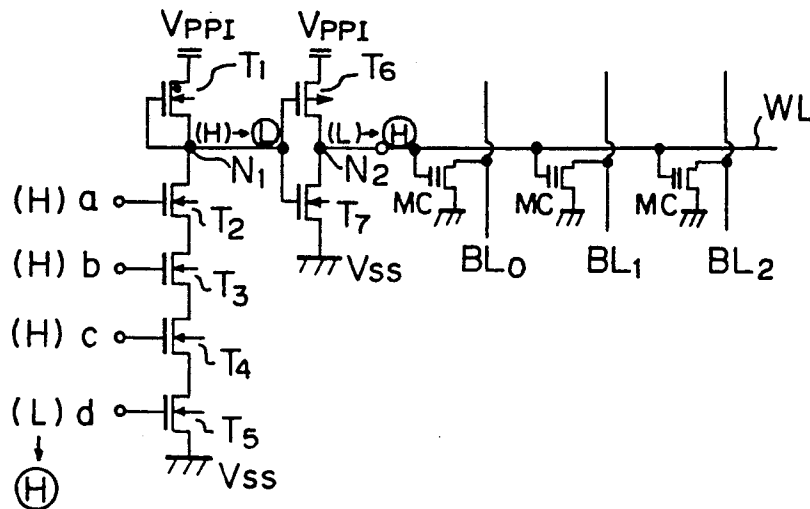 VPPI VPPI
T1 T6
WL
(H)→Ⓛ (L)→Ⓗ
N1 N2
(H) a T2 T7 MC MC MC
Vss BL0 BL1 BL2
(H) b T3
(H) c T4
(L) d T5
↓
Ⓗ Vss